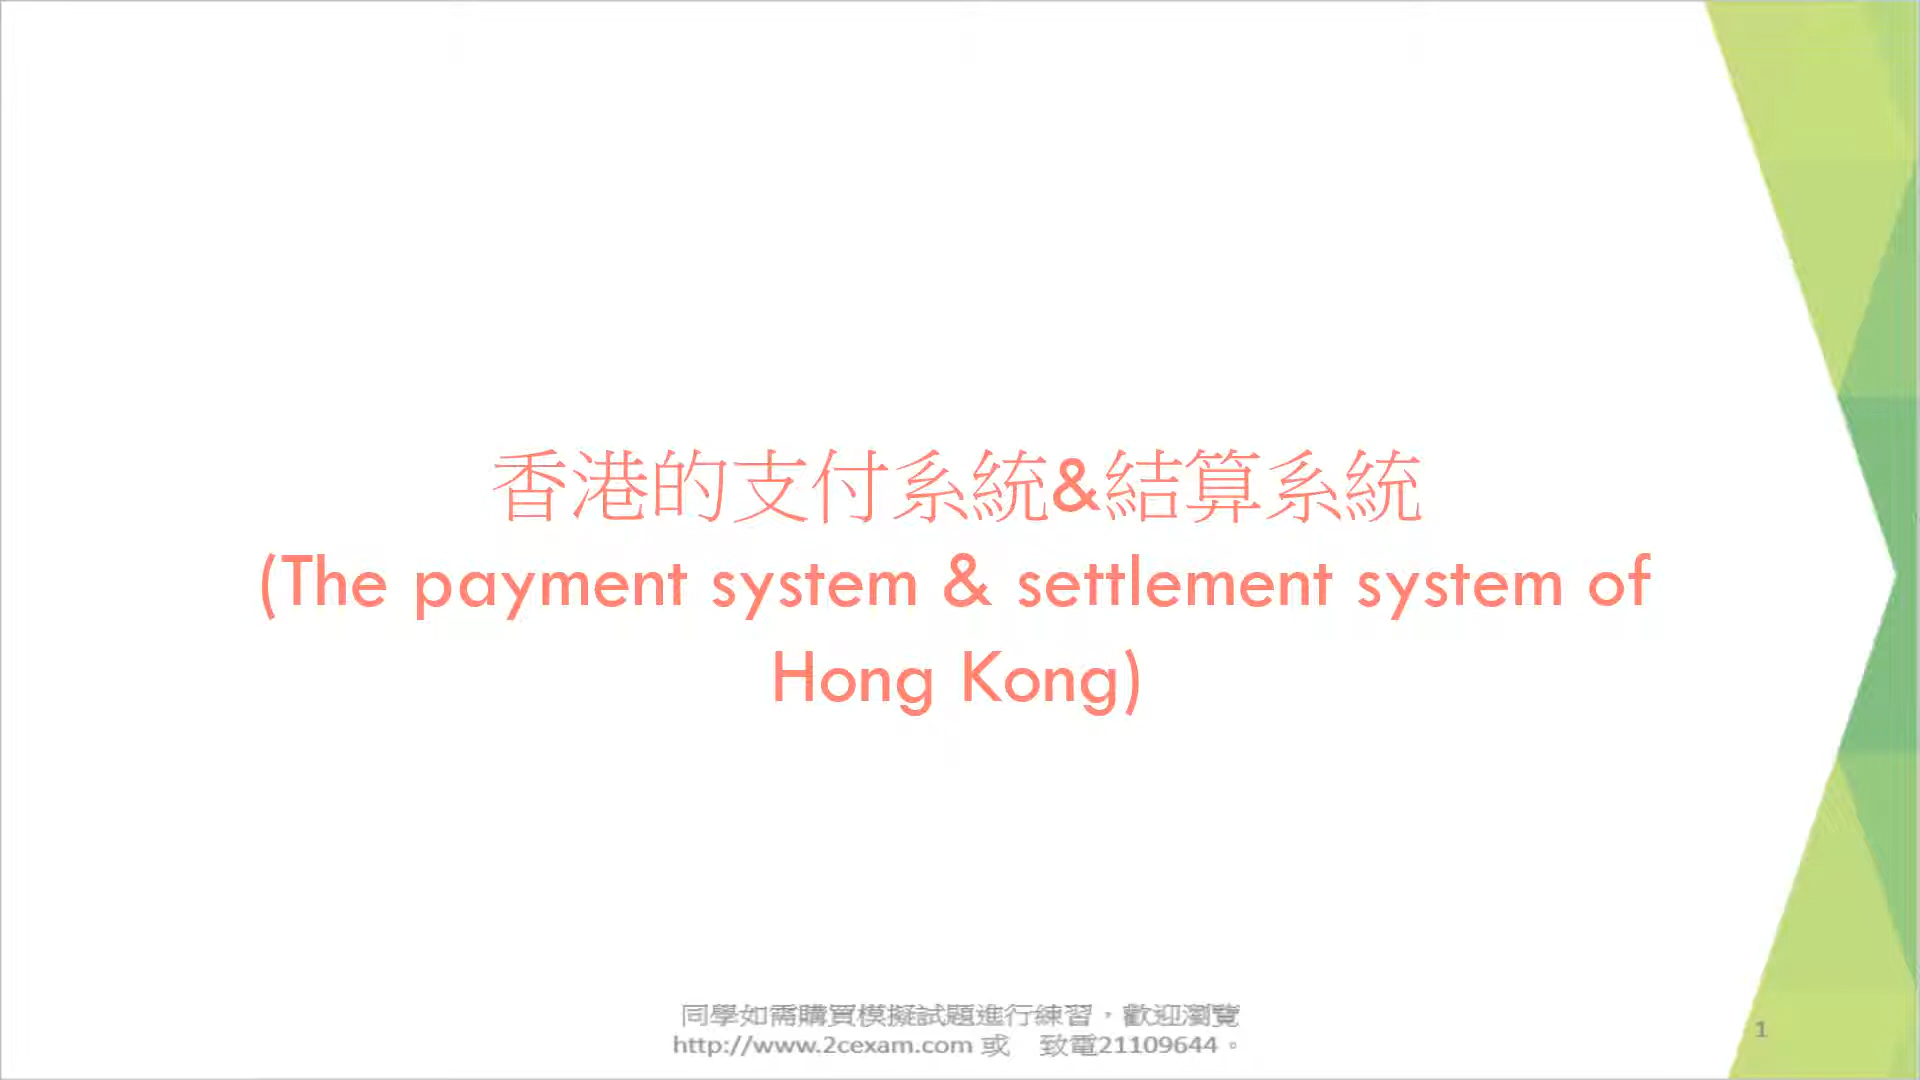 香港的支付系統&結算系統
(The payment system & settlement system of
Hong Kong)
同學如需購買模擬試題進行練習，歡迎瀏覽
http://www.2cexam.com 或　致電21109644。
1